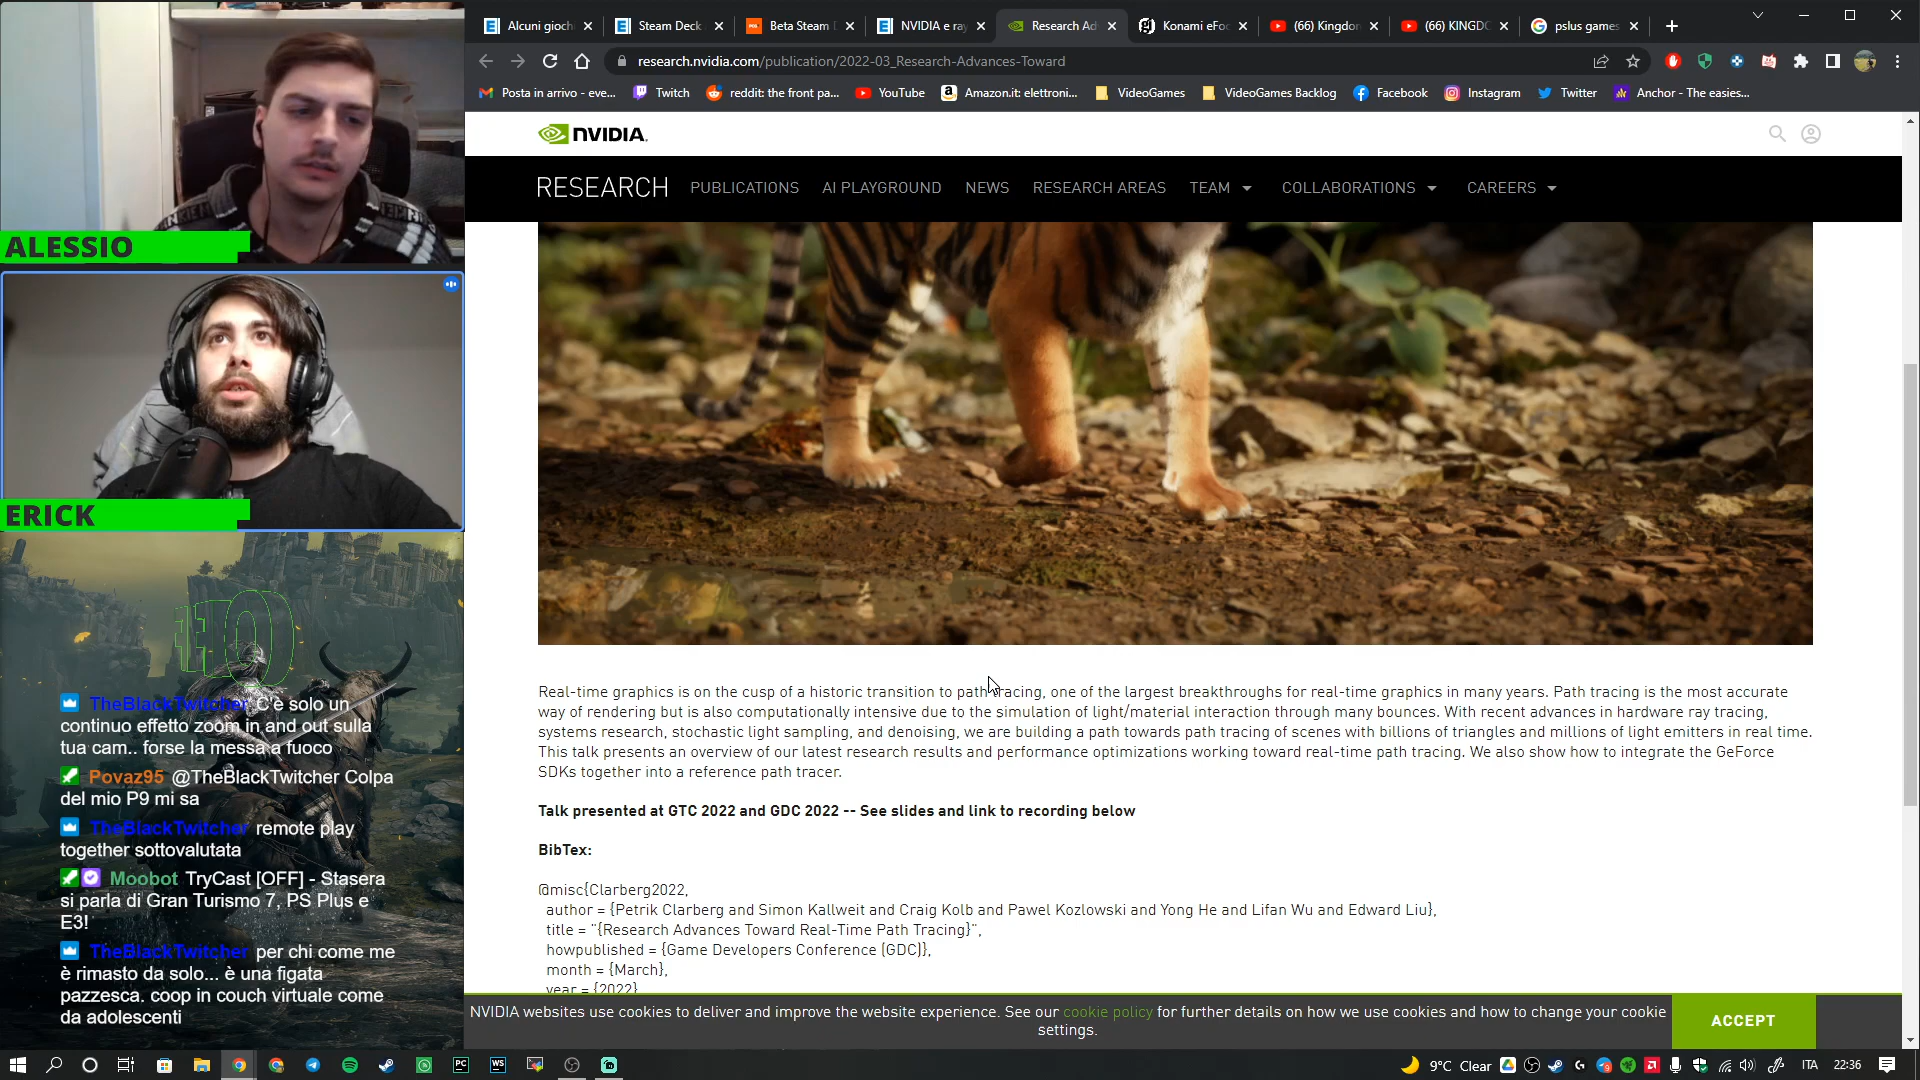 Alcuni gioch
Steam Deck
Beta Steam
NVIDIA e ray
Research Ad
Konami eFoo
(66) Kingdon
(66) KINGDO
pslus games
research.nvidia.com/publication/2022-03_Research-Advances-Toward
Posta in arrivo - eve...
Twitch
reddit: the front pa...
YouTube
Amazon.it: elettroni...
VideoGames
VideoGames Backlog
Facebook
Instagram
Twitter
Anchor - The easies...
NVIDIA.
RESEARCH
PUBLICATIONS
AI PLAYGROUND
NEWS
RESEARCH AREAS
TEAM
COLLABORATIONS
CAREERS
ALESSIO
ERICK
Real-time graphics is on the cusp of a historic transition to path tracing, one of the largest breakthroughs for real-time graphics in many years. Path tracing is the most accurate
way of rendering but is also computationally intensive due to the simulation of light/material interaction through many bounces. With recent advances in hardware ray tracing,
systems research, stochastic light sampling, and denoising, we are building a path towards path tracing of scenes with billions of triangles and millions of light emitters in real time.
This talk presents an overview of our latest research results and performance optimizations working toward real-time path tracing. We also show how to integrate the GeForce
SDKs together into a reference path tracer.
Talk presented at GTC 2022 and GDC 2022 -- See slides and link to recording below
BibTex:
@misc{Clarberg2022,
author = {Petrik Clarberg and Simon Kallweit and Craig Kolb and Pawel Kozlowski and Yong He and Lifan Wu and Edward Liu},
title = "{Research Advances Toward Real-Time Path Tracing}",
howpublished = {Game Developers Conference (GDC)},
month = {March},
year = {2022}
NVIDIA websites use cookies to deliver and improve the website experience. See our cookie policy for further details on how we use cookies and how to change your cookie
settings.
ACCEPT
TheBlackTwitcher C'è solo un
continuo effetto zoom in and out sulla
tua cam.. forse la messa a fuoco
Povaz95 @TheBlackTwitcher Colpa
del mio P9 mi sa
TheBlackTwitcher remote play
together sottovalutata
Moobot TryCast [OFF] - Stasera
si parla di Gran Turismo 7, PS Plus e
E3!
TheBlackTwitcher per chi come me
è rimasto da solo... è una figata
pazzesca. coop in couch virtuale come
da adolescenti
9°C Clear
ITA
22:36